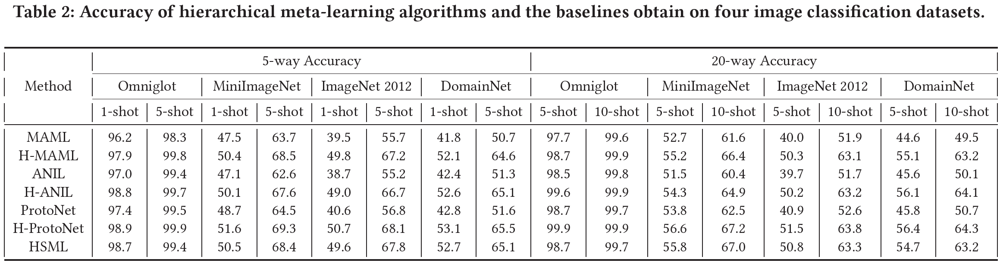 Table 2: Accuracy of hierarchical meta-learning algorithms and the baselines obtain on four image classification datasets.
5-way Accuracy 20-way Accuracy
Method Omniglot MiniImageNet ImageNet 2012 DomainNet Omniglot MiniImageNet ImageNet 2012 DomainNet
1-shot 5-shot 1-shot 5-shot 1-shot 5-shot 1-shot 5-shot 5-shot 10-shot 5-shot 10-shot 5-shot 10-shot 5-shot 10-shot
MAML 96.2 98.3 47.5 63.7 39.5 55.7 41.8 50.7 97.7 99.6 52.7 61.6 40.0 51.9 44.6 49.5
H-MAML 97.9 99.8 50.4 68.5 49.8 67.2 52.1 64.6 98.7 99.9 55.2 66.4 50.3 63.1 55.1 63.2
ANIL 97.0 99.4 47.1 62.6 38.7 55.2 42.4 51.3 98.5 99.8 51.5 60.4 39.7 51.7 45.6 50.1
H-ANIL 98.8 99.7 50.1 67.6 49.0 66.7 52.6 65.1 99.6 99.9 54.3 64.9 50.2 63.2 56.1 64.1
ProtoNet 97.4 99.5 48.7 64.5 40.6 56.8 42.8 51.6 98.7 99.7 53.8 62.5 40.9 52.6 45.8 50.7
H-ProtoNet 98.9 99.9 51.6 69.3 50.7 68.1 53.1 65.5 99.9 99.9 56.6 67.2 51.5 63.8 56.4 64.3
HSML 98.7 99.4 50.5 68.4 49.6 67.8 52.7 65.1 98.7 99.7 55.8 67.0 50.8 63.3 54.7 63.2